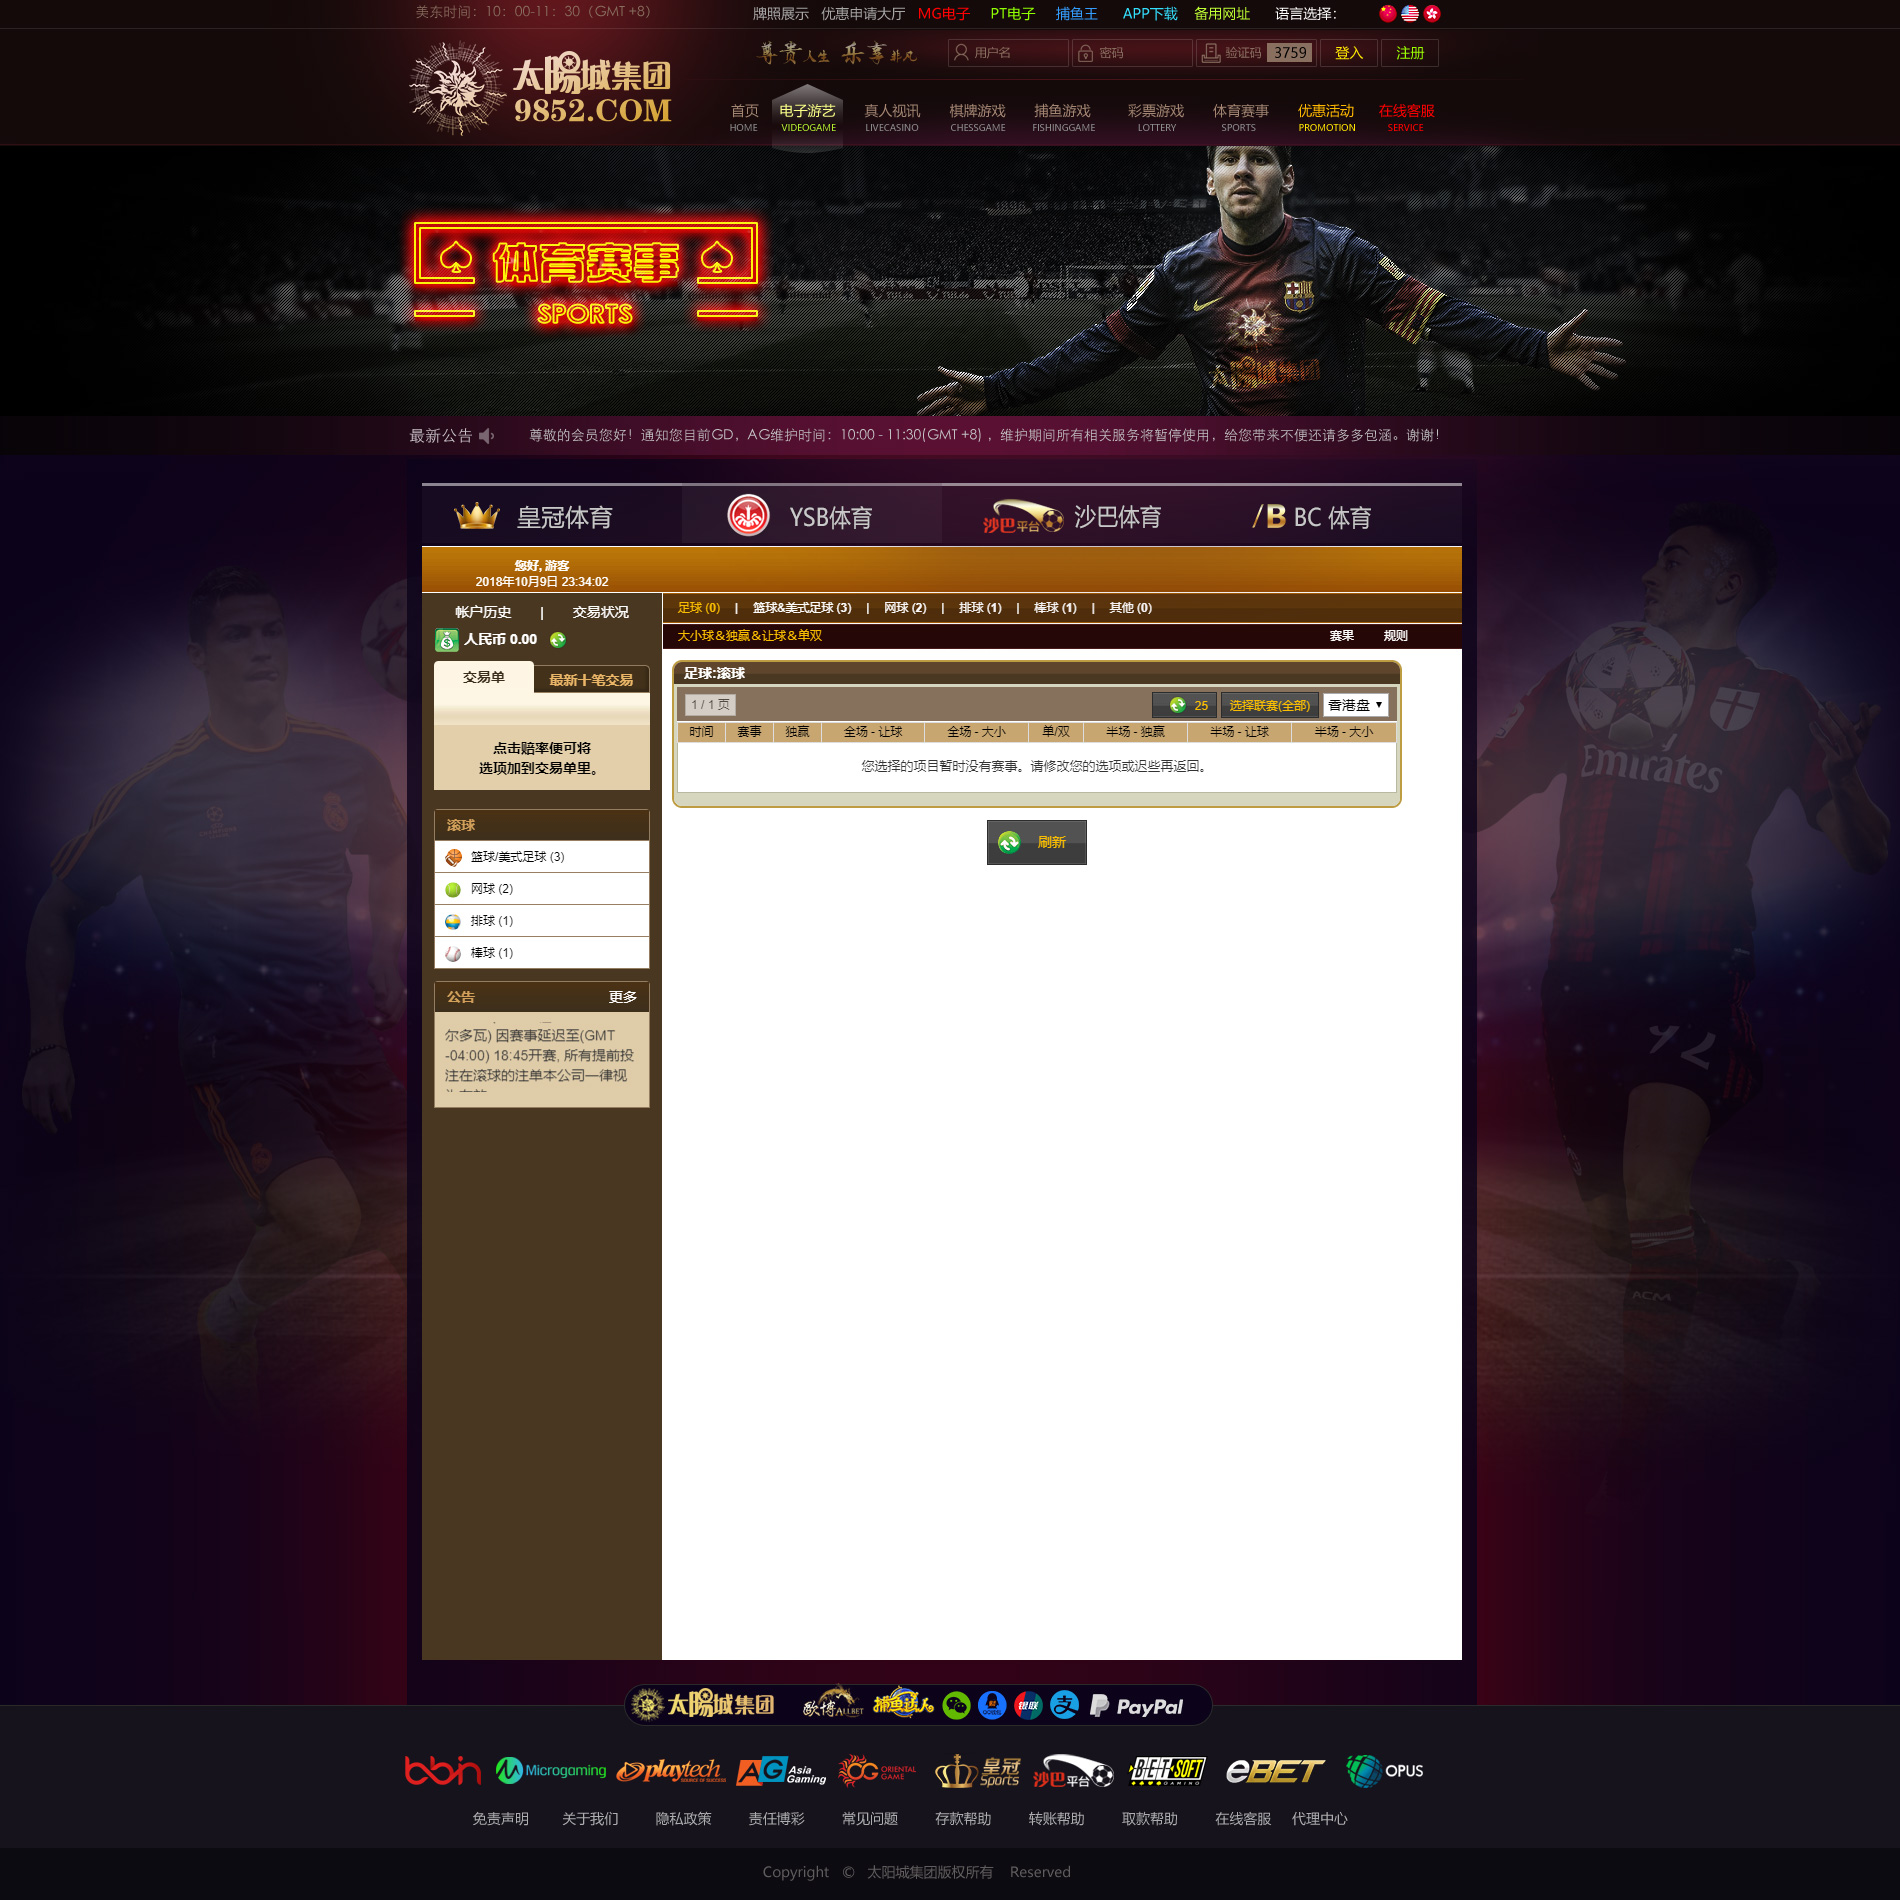 美东时间：10：00-11：30（GMT +8）
牌照展示 优惠申请大厅 MG电子 PT电子 捕鱼王 APP下载 备用网址 语言选择：
太阳城集团
9852.COM
尊贵人生 乐享非凡
用户名 密码 验证码 3759 登入 注册
首页 电子游艺 真人视讯 棋牌游戏 捕鱼游戏 彩票游戏 体育赛事 优惠活动 在线客服
HOME VIDEOGAME LIVECASINO CHESSGAME FISHINGGAME LOTTERY SPORTS PROMOTION SERVICE
体育赛事
SPORTS
太陽城集团
最新公告 尊敬的会员您好！通知您目前GD，AG维护时间：10:00 - 11:30(GMT +8) ，维护期间所有相关服务将暂停使用，给您带来不便还请多多包涵。谢谢！
皇冠体育 YSB体育 沙巴平台 沙巴体育 /B BC 体育
您好, 游客
2018年10月9日 23:34:02
帐户历史 | 交易状况
人民币 0.00
交易单 最新十笔交易
点击赔率便可将
选项加到交易单里。
滚球
篮球/美式足球 (3)
网球 (2)
排球 (1)
棒球 (1)
公告 更多
尔多瓦) 因赛事延迟至(GMT
-04:00) 18:45开赛, 所有提前投
注在滚球的注单本公司一律视
足球 (0) | 篮球&美式足球 (3) | 网球 (2) | 排球 (1) | 棒球 (1) | 其他 (0)
大小球＆独赢＆让球＆单双 赛果 规则
足球:滚球
1 / 1 页 25 选择联赛(全部) 香港盘
时间 赛事 独赢 全场 - 让球 全场 - 大小 单/双 半场 - 独赢 半场 - 让球 半场 - 大小
您选择的项目暂时没有赛事。请修改您的选项或迟些再返回。
刷新
Fly
Emirates
ACM
太陽城集团 歐博ALLBET 捕鱼达人 银联 支 PayPal
bbin Microgaming playtech SOURCE OF SUCCESS AG Asia Gaming OG ORIENTAL GAME 皇冠 Sports 沙巴平台 BETSOFT GAMING eBET OPUS
免责声明 关于我们 隐私政策 责任博彩 常见问题 存款帮助 转账帮助 取款帮助 在线客服 代理中心
Copyright © 太阳城集团版权所有 Reserved